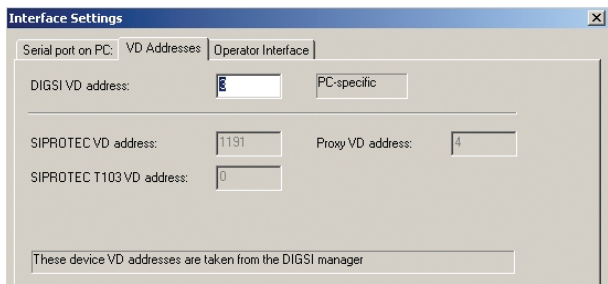 Interface Settings
Serial port on PC: VD Addresses Operator Interface
DIGSI VD address: 3 PC-specific
SIPROTEC VD address: 1191 Proxy VD address: 4
SIPROTEC T103 VD address: 0
These device VD addresses are taken from the DIGSI manager